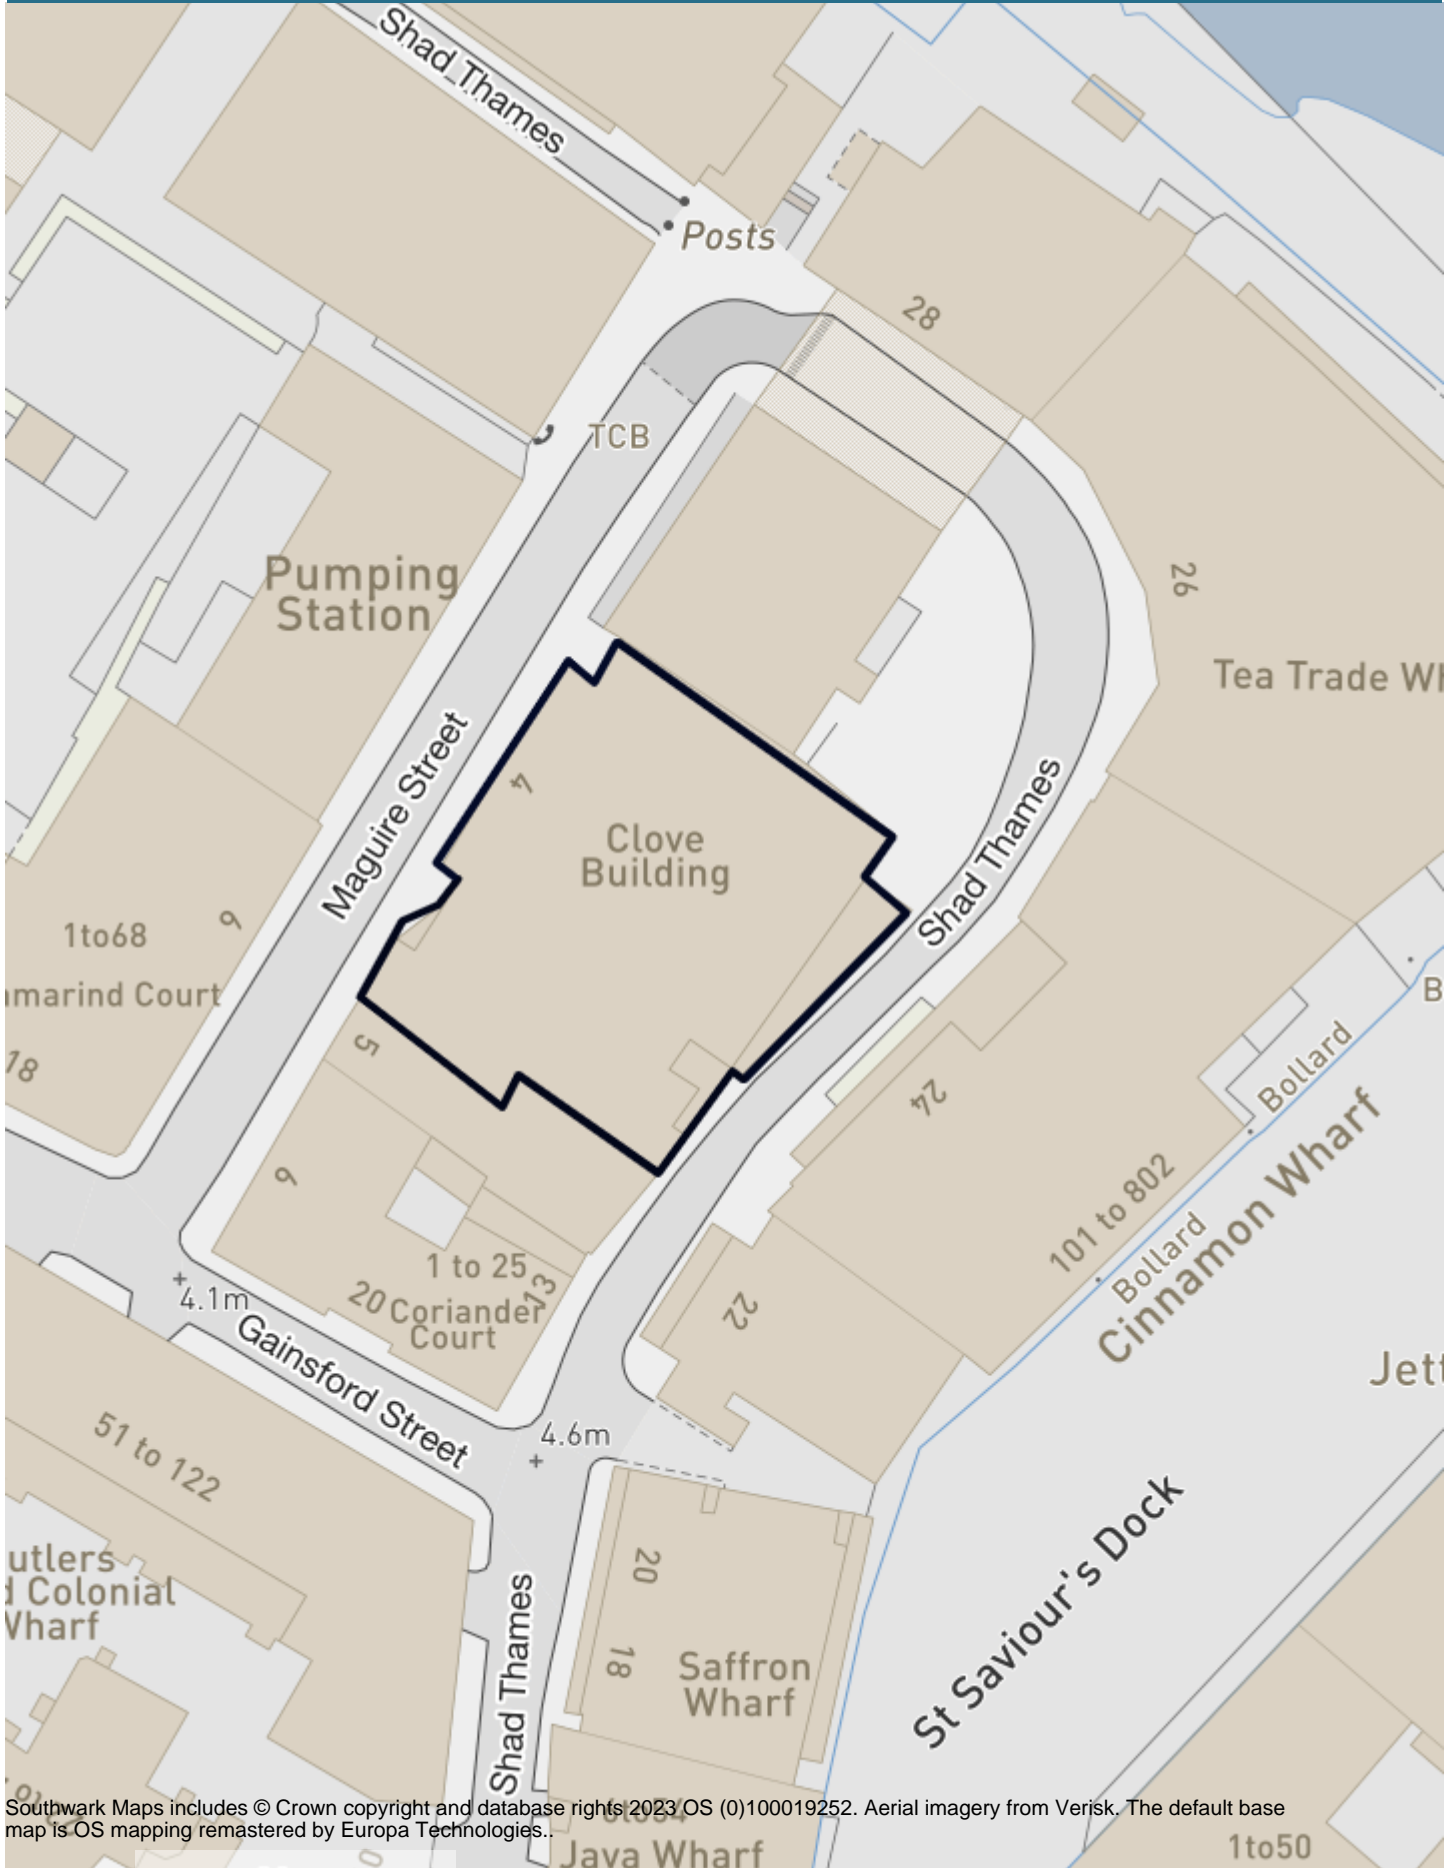 Shad Thames
Posts
28
TCB
Pumping
Station
26
Tea Trade
Maguire Street
4
Clove
Building
Shad Thames
1to68
9
amarind Court
18
5
24
Bollard
101 to 802
Bollard
Cinnamon Wharf
6
1 to 25
13
20
Coriander
Court
22
4.1m
Gainsford Street
4.6m
51 to 122
utlers
d Colonial
Wharf
20
18
Saffron
Wharf
Shad Thames
St Saviour's Dock
Southwark Maps includes © Crown copyright and database rights 2023 OS (0)100019252. Aerial imagery from Verisk. The default base
map is OS mapping remastered by Europa Technologies..
Java Wharf
1to50